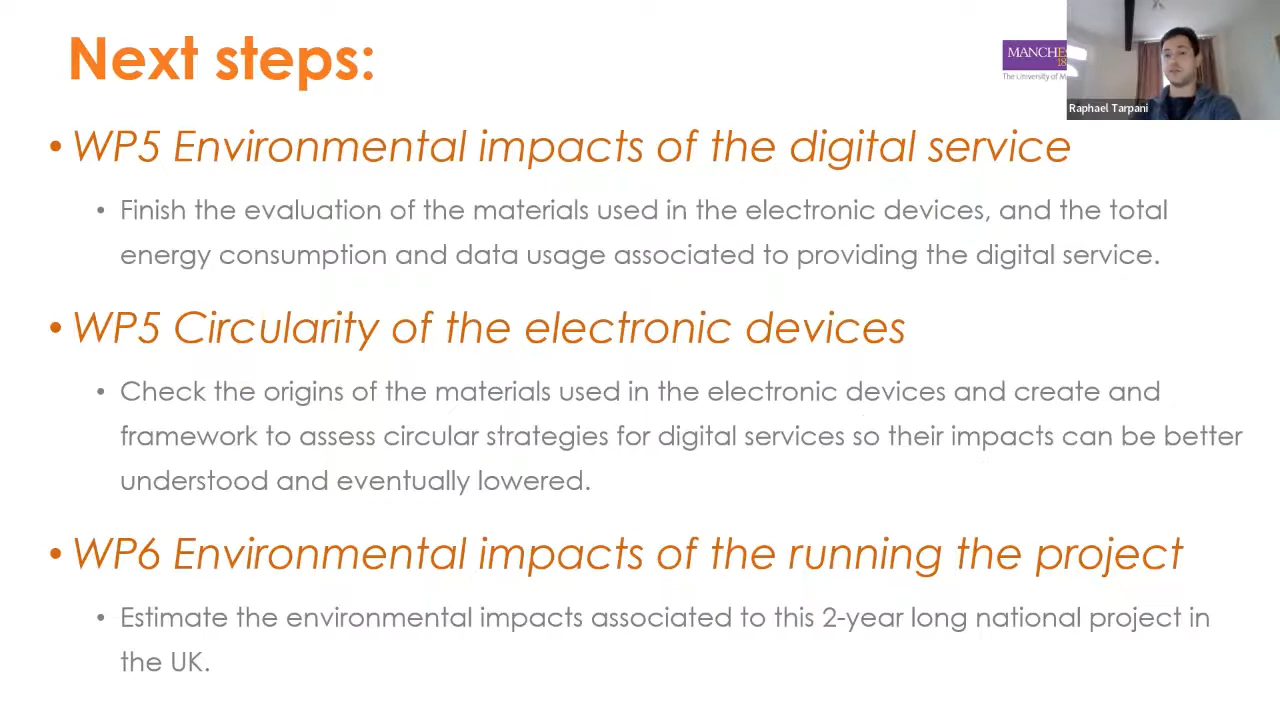 Next steps:
MANCHE
18
The University of M
Raphael Tarpani
• WP5 Environmental impacts of the digital service
• Finish the evaluation of the materials used in the electronic devices, and the total
energy consumption and data usage associated to providing the digital service.
• WP5 Circularity of the electronic devices
• Check the origins of the materials used in the electronic devices and create and
framework to assess circular strategies for digital services so their impacts can be better
understood and eventually lowered.
• WP6 Environmental impacts of the running the project
• Estimate the environmental impacts associated to this 2-year long national project in
the UK.